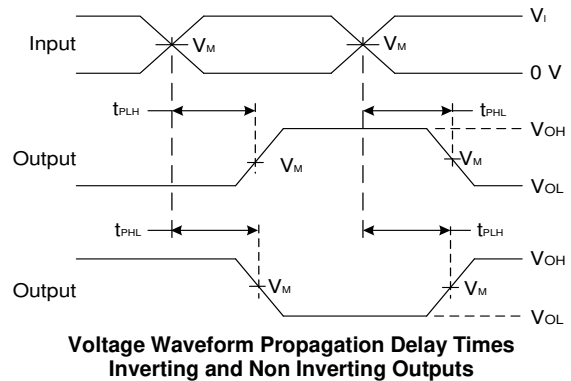 Input VM VM VI
0 V
tPLH tPHL
Output VM VM VOH
VOL
tPHL tPLH
Output VM VM VOH
VOL
Voltage Waveform Propagation Delay Times
Inverting and Non Inverting Outputs